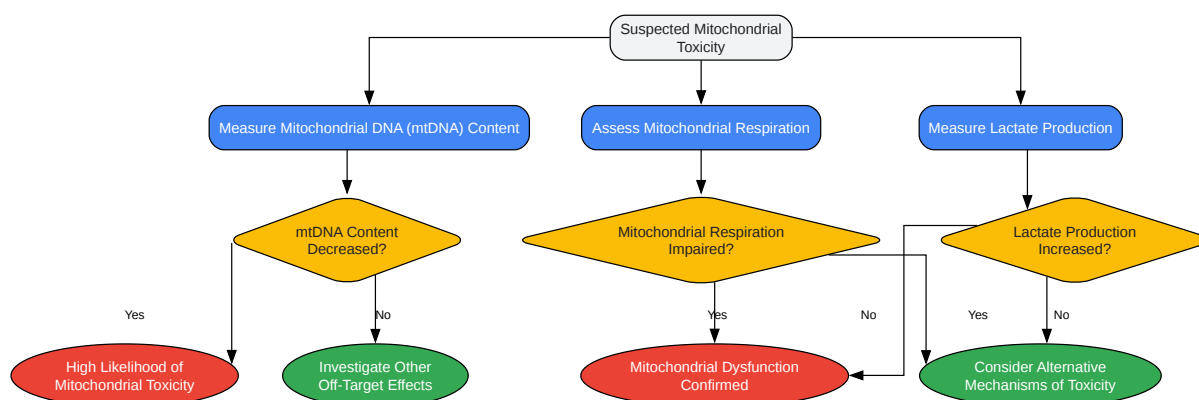 Suspected Mitochondrial
Toxicity
Measure Mitochondrial DNA (mtDNA) Content
Assess Mitochondrial Respiration
Measure Lactate Production
mtDNA Content
Decreased?
Mitochondrial Respiration
Impaired?
Lactate Production
Increased?
Yes
No
Yes
No
Yes
No
High Likelihood of
Mitochondrial Toxicity
Investigate Other
Off-Target Effects
Mitochondrial Dysfunction
Confirmed
Consider Alternative
Mechanisms of Toxicity